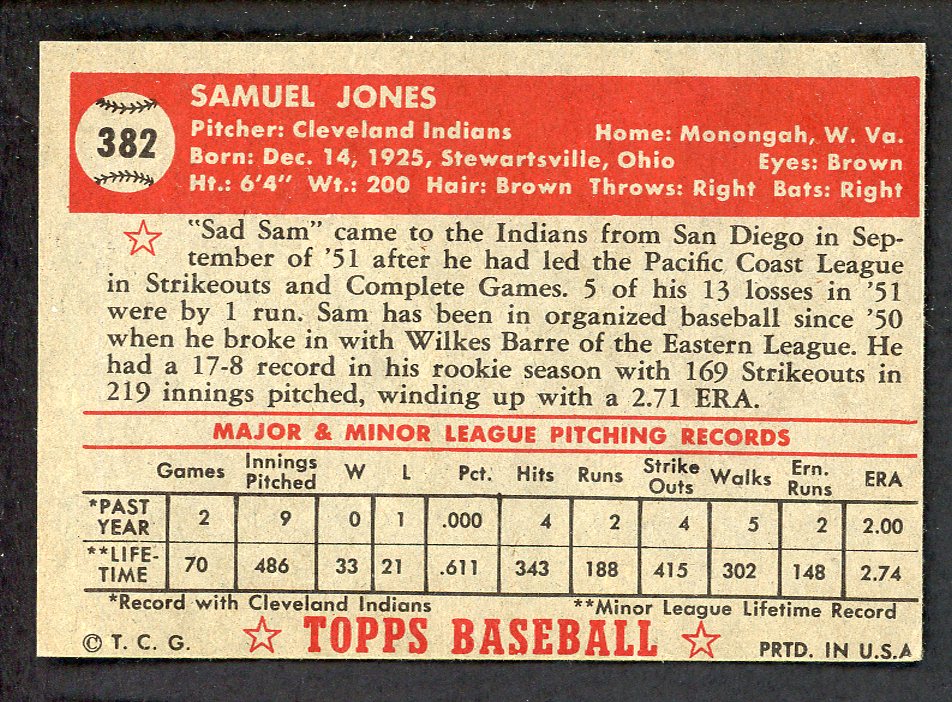 382
SAMUEL JONES
Pitcher: Cleveland Indians Home: Monongah, W. Va.
Born: Dec. 14, 1925, Stewartsville, Ohio Eyes: Brown
Ht.: 6'4" Wt.: 200 Hair: Brown Throws: Right Bats: Right
"Sad Sam" came to the Indians from San Diego in Sep-
tember of '51 after he had led the Pacific Coast League
in Strikeouts and Complete Games. 5 of his 13 losses in '51
were by 1 run. Sam has been in organized baseball since '50
when he broke in with Wilkes Barre of the Eastern League. He
had a 17-8 record in his rookie season with 169 Strikeouts in
219 innings pitched, winding up with a 2.71 ERA.
MAJOR & MINOR LEAGUE PITCHING RECORDS
Games Innings Pitched W L Pct. Hits Runs Strike Outs Walks Ern. Runs ERA
*PAST YEAR 2 9 0 1 .000 4 2 4 5 2 2.00
**LIFE-TIME 70 486 33 21 .611 343 188 415 302 148 2.74
*Record with Cleveland Indians **Minor League Lifetime Record
© T. C. G. TOPPS BASEBALL PRTD. IN U.S.A